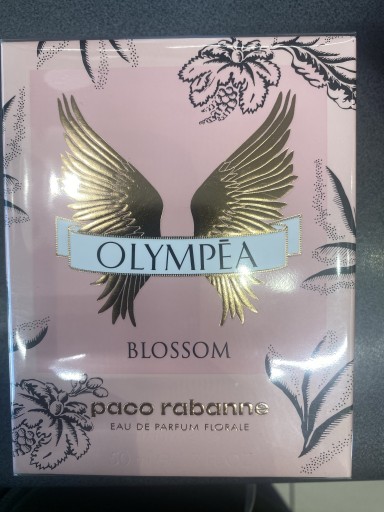 OLYMPĒA
BLOSSOM
paco rabanne
EAU DE PARFUM FLORALE